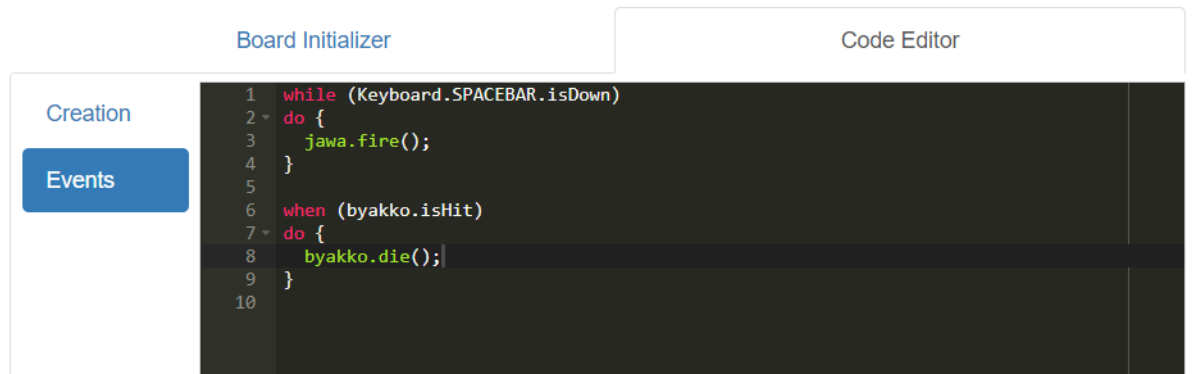 Board Initializer
Code Editor
Creation
Events
1 while (Keyboard.SPACEBAR.isDown)
2 do {
3   jawa.fire();
4 }
5
6 when (byakko.isHit)
7 do {
8   byakko.die();
9 }
10